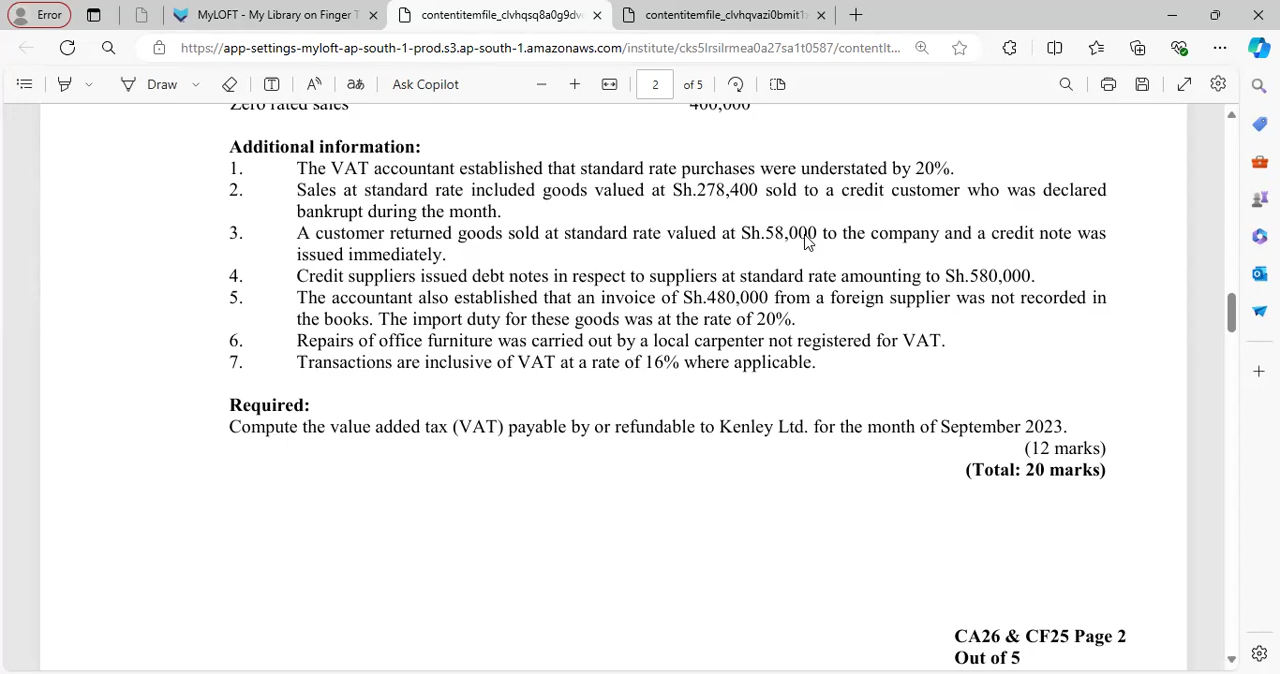 Error
MyLOFT - My Library on Finger T
contentitemfile_clvhqsq8a0g9dv
contentitemfile_clvhqvazi0bmit1
https://app-settings-myloft-ap-south-1-prod.s3.ap-south-1.amazonaws.com/institute/cks5lrsilrmea0a27sa1t0587/contentIt...
Draw
aあ
Ask Copilot
2 of 5
Zero rated sales 400,000
Additional information:
1. The VAT accountant established that standard rate purchases were understated by 20%.
2. Sales at standard rate included goods valued at Sh.278,400 sold to a credit customer who was declared
bankrupt during the month.
3. A customer returned goods sold at standard rate valued at Sh.58,000 to the company and a credit note was
issued immediately.
4. Credit suppliers issued debt notes in respect to suppliers at standard rate amounting to Sh.580,000.
5. The accountant also established that an invoice of Sh.480,000 from a foreign supplier was not recorded in
the books. The import duty for these goods was at the rate of 20%.
6. Repairs of office furniture was carried out by a local carpenter not registered for VAT.
7. Transactions are inclusive of VAT at a rate of 16% where applicable.
Required:
Compute the value added tax (VAT) payable by or refundable to Kenley Ltd. for the month of September 2023.
(12 marks)
(Total: 20 marks)
CA26 & CF25 Page 2
Out of 5